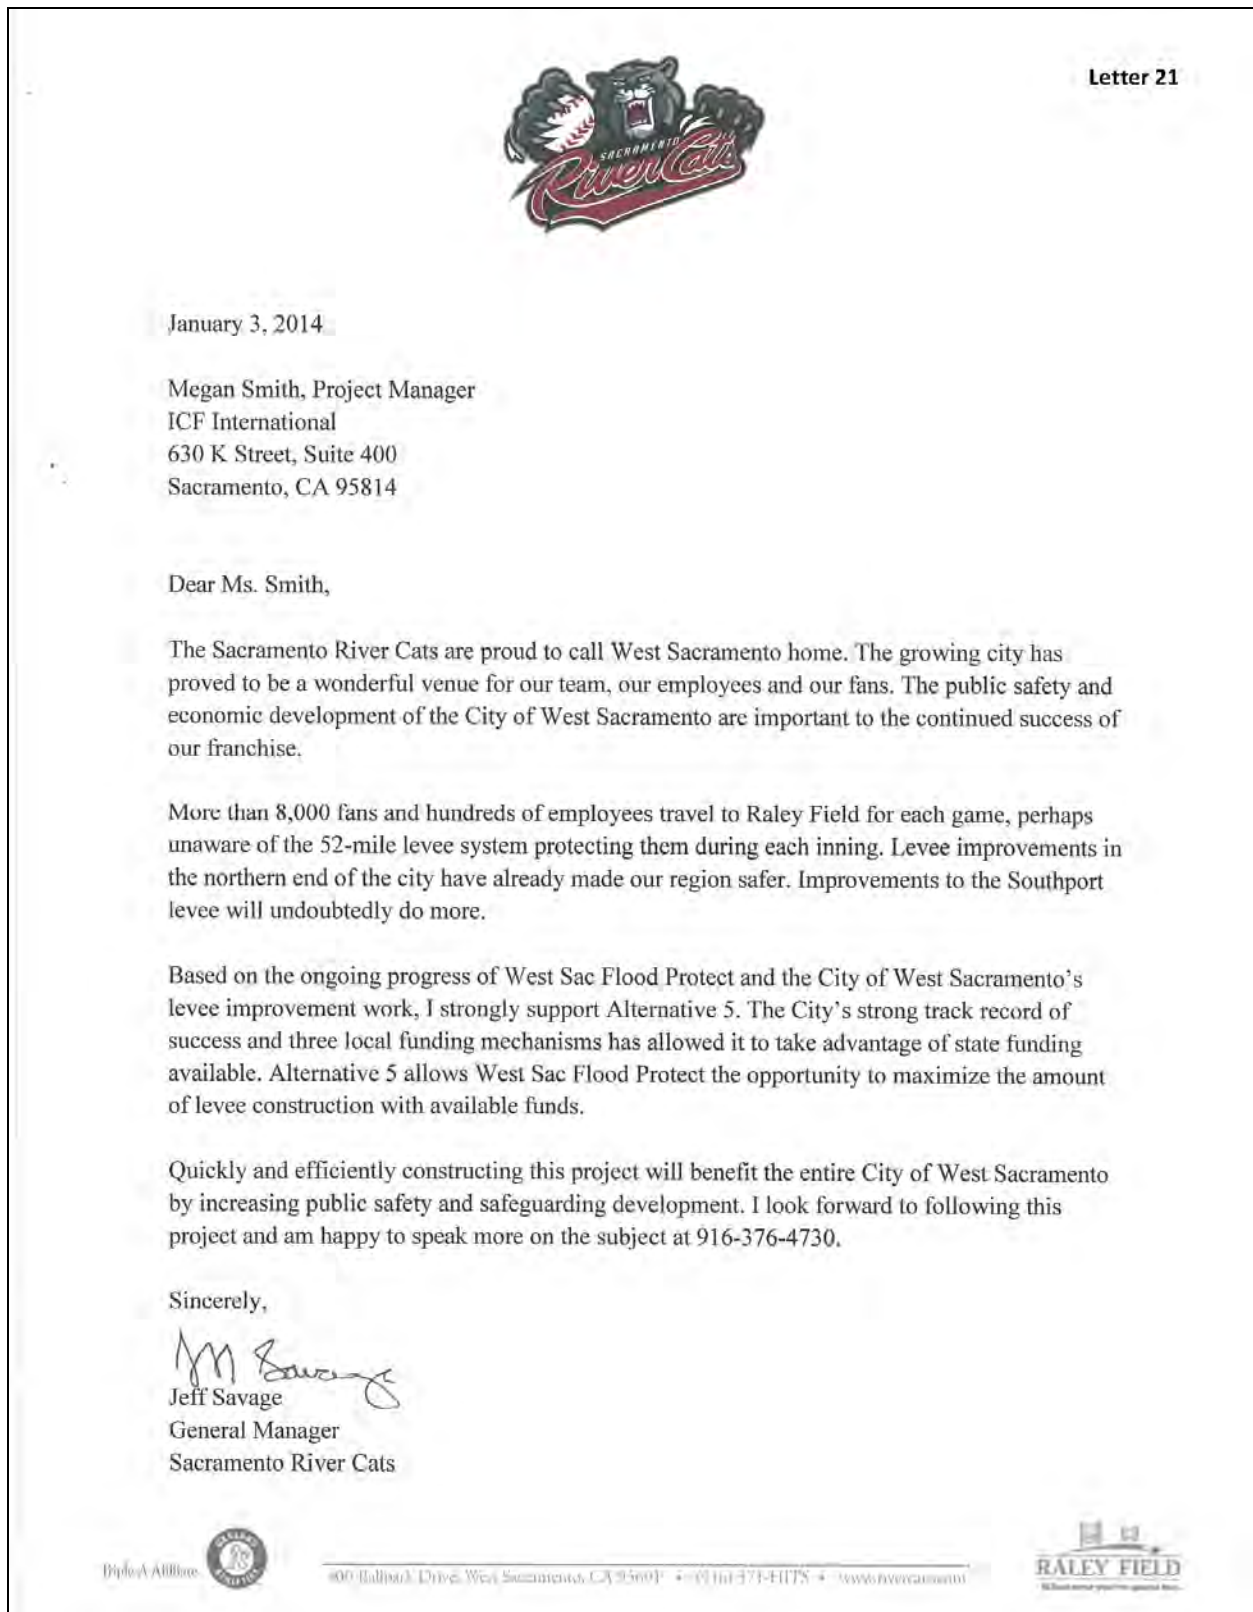 Letter 21
SACRAMENTO
River Cats
January 3, 2014
Megan Smith, Project Manager
ICF International
630 K Street, Suite 400
Sacramento, CA 95814
Dear Ms. Smith,
The Sacramento River Cats are proud to call West Sacramento home. The growing city has
proved to be a wonderful venue for our team, our employees and our fans. The public safety and
economic development of the City of West Sacramento are important to the continued success of
our franchise.
More than 8,000 fans and hundreds of employees travel to Raley Field for each game, perhaps
unaware of the 52-mile levee system protecting them during each inning. Levee improvements in
the northern end of the city have already made our region safer. Improvements to the Southport
levee will undoubtedly do more.
Based on the ongoing progress of West Sac Flood Protect and the City of West Sacramento's
levee improvement work, I strongly support Alternative 5. The City's strong track record of
success and three local funding mechanisms has allowed it to take advantage of state funding
available. Alternative 5 allows West Sac Flood Protect the opportunity to maximize the amount
of levee construction with available funds.
Quickly and efficiently constructing this project will benefit the entire City of West Sacramento
by increasing public safety and safeguarding development. I look forward to following this
project and am happy to speak more on the subject at 916-376-4730.
Sincerely,
Jeff Savage
General Manager
Sacramento River Cats
Triple-A Affiliate
400 Ballpark Drive, West Sacramento, CA
RALEY FIELD